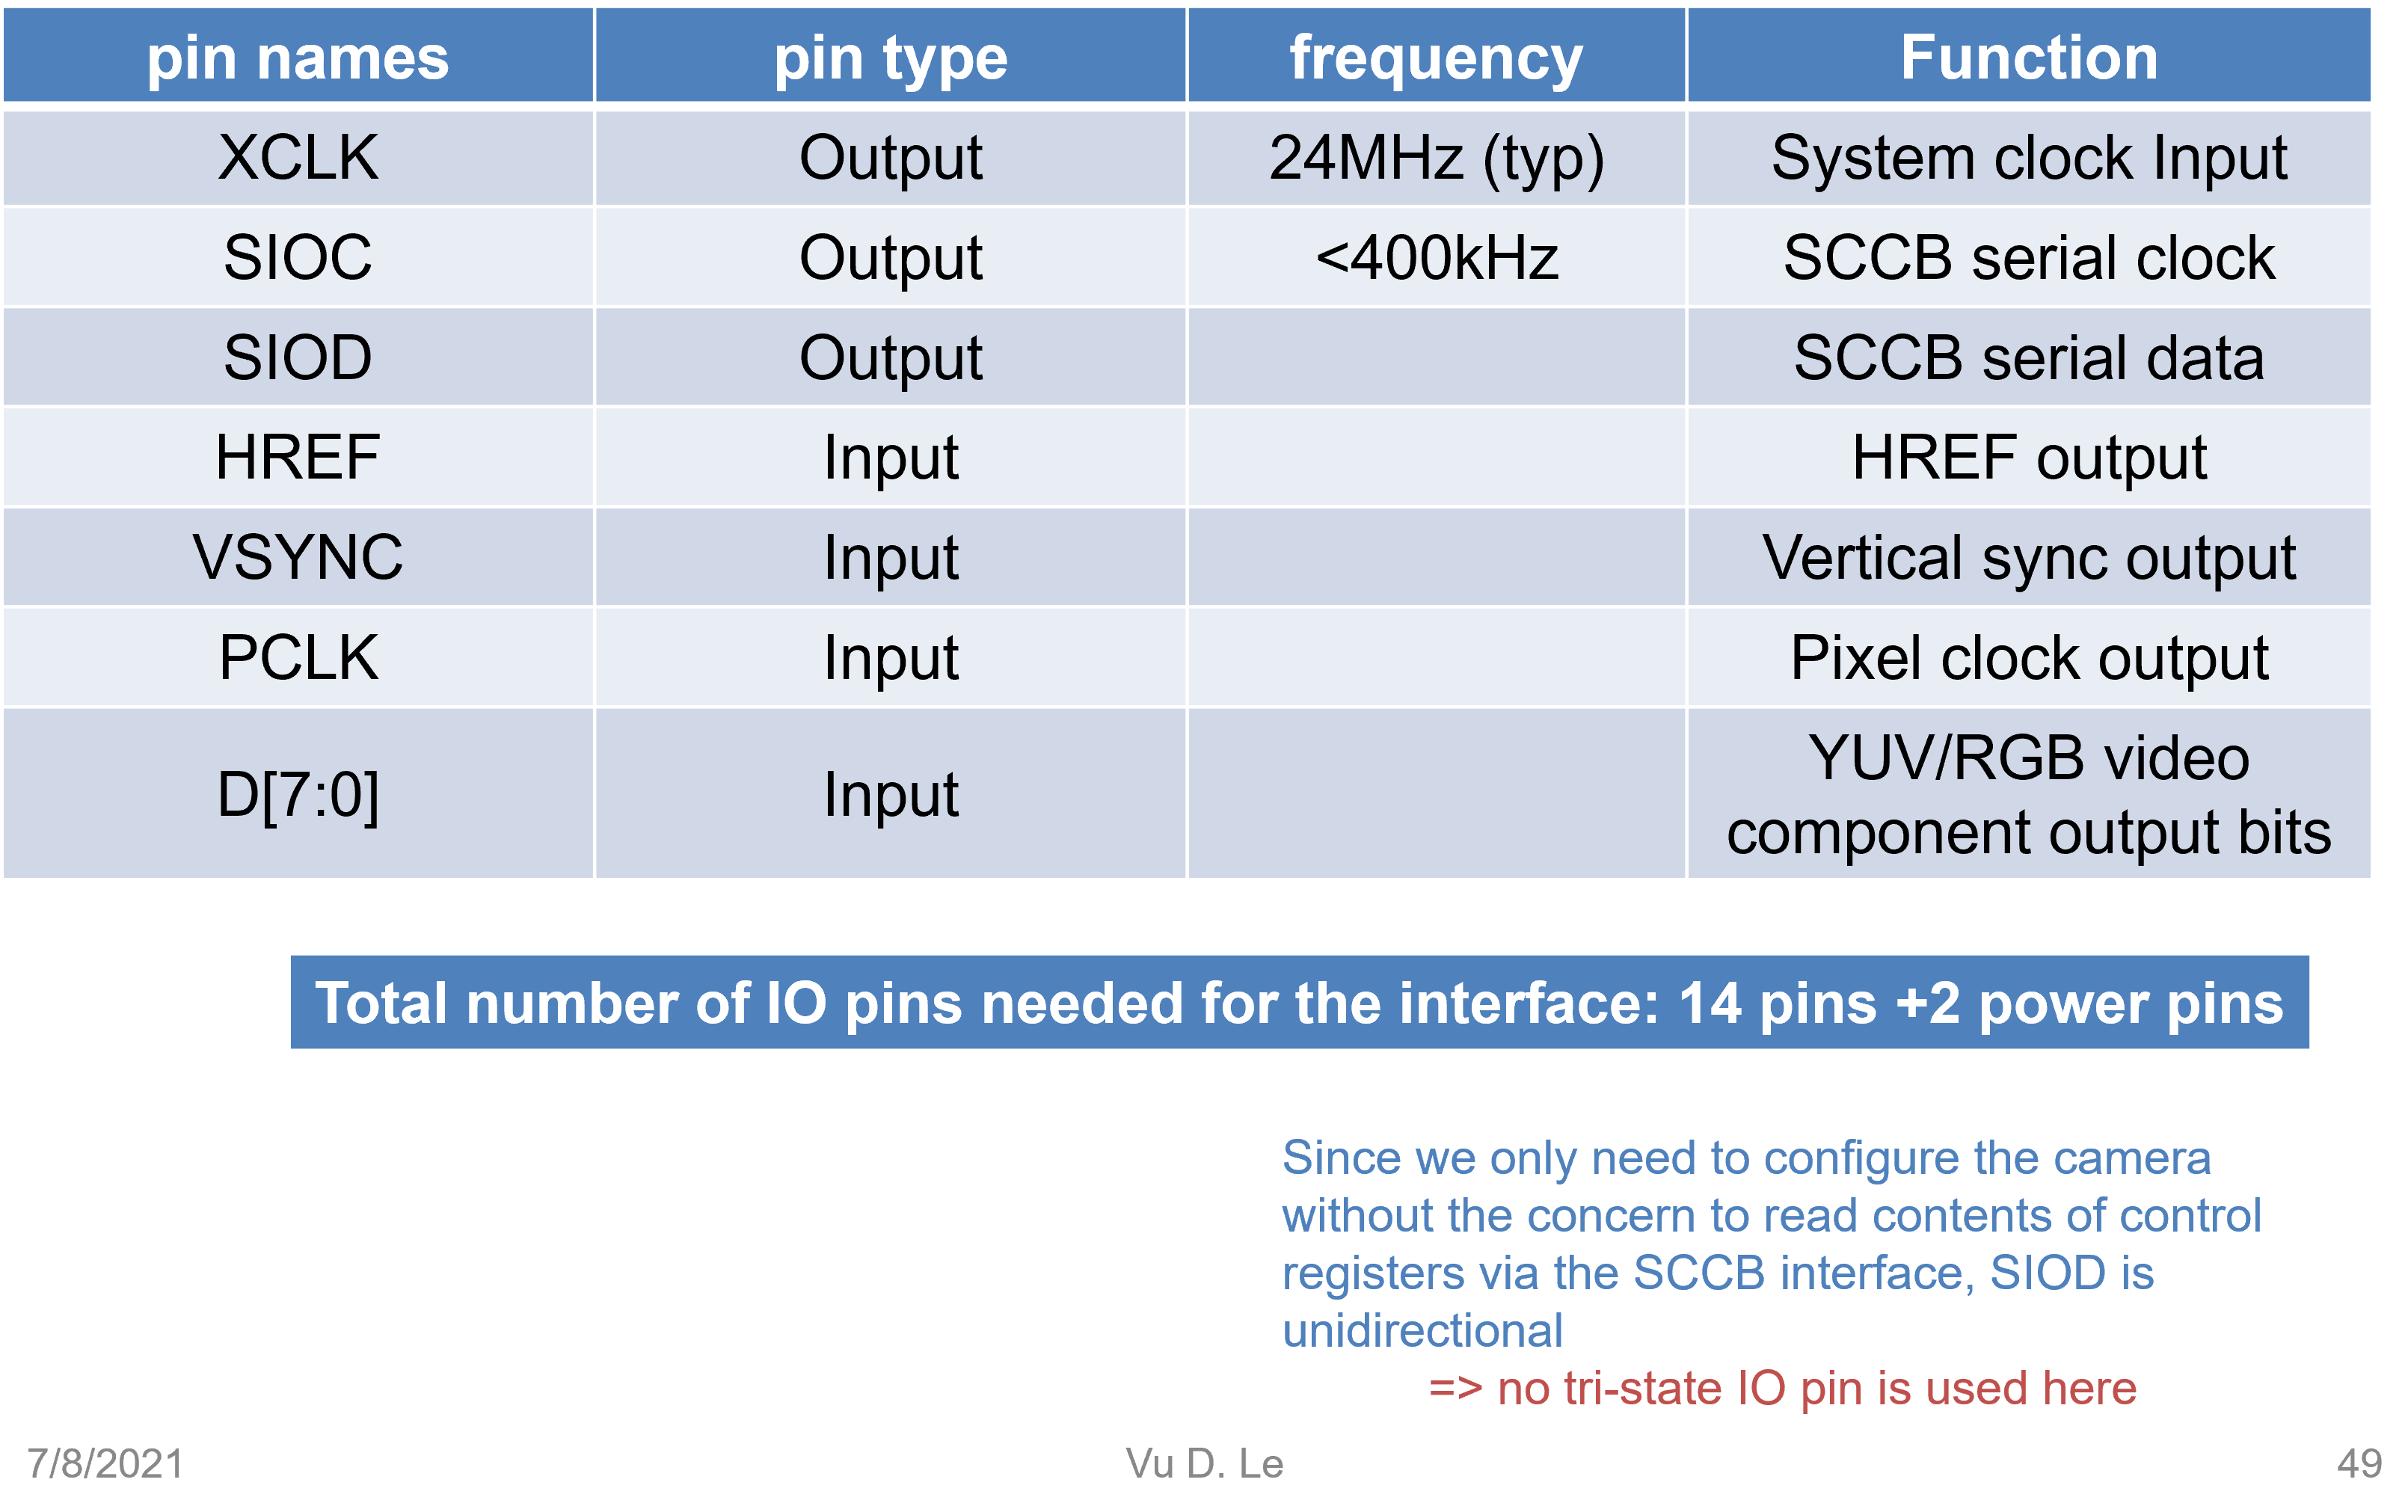 pin names pin type frequency Function
XCLK Output 24MHz (typ) System clock Input
SIOC Output <400kHz SCCB serial clock
SIOD Output SCCB serial data
HREF Input HREF output
VSYNC Input Vertical sync output
PCLK Input Pixel clock output
D[7:0] Input YUV/RGB video
component output bits
Total number of IO pins needed for the interface: 14 pins +2 power pins
Since we only need to configure the camera
without the concern to read contents of control
registers via the SCCB interface, SIOD is
unidirectional
=> no tri-state IO pin is used here
7/8/2021 Vu D. Le 49